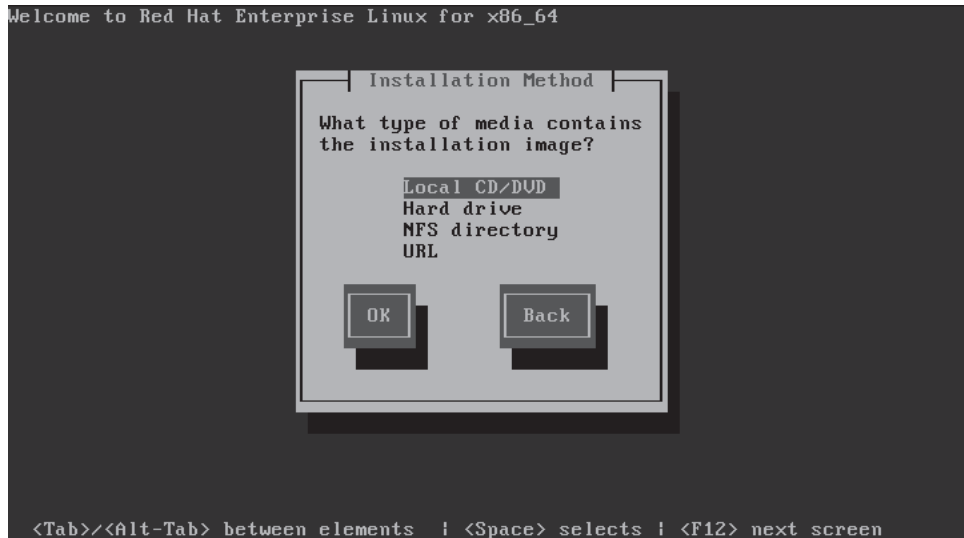 Welcome to Red Hat Enterprise Linux for x86_64
Installation Method
What type of media contains
the installation image?
Local CD/DVD
Hard drive
NFS directory
URL
OK Back
<Tab>/<Alt-Tab> between elements | <Space> selects | <F12> next screen